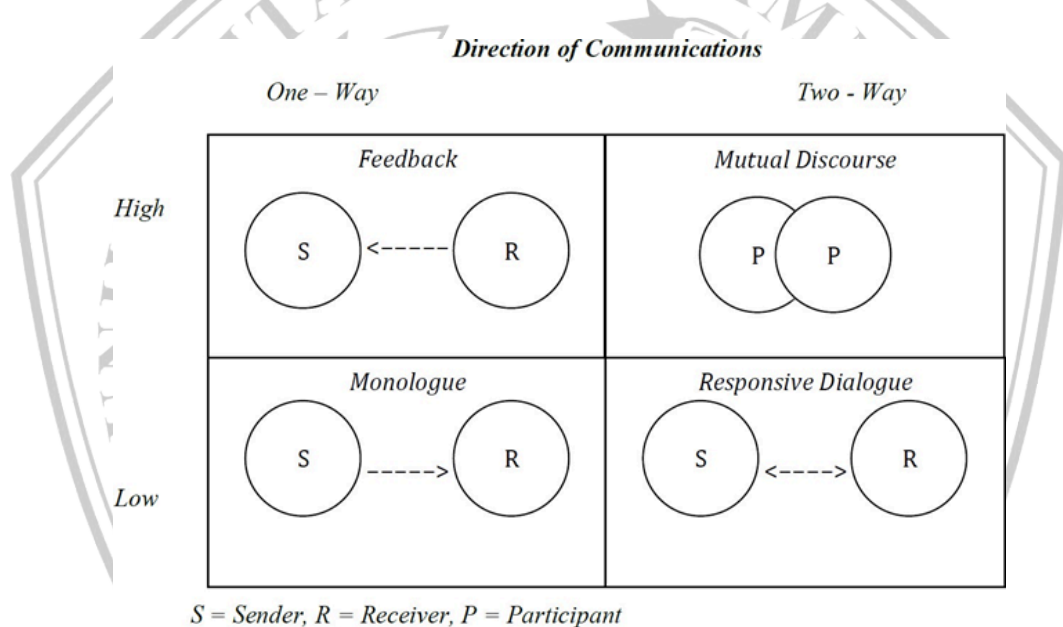 Direction of Communications
One – Way Two - Way
Feedback Mutual Discourse
High
S <----- R P P
Monologue Responsive Dialogue
S -----> R S <----> R
Low
S = Sender, R = Receiver, P = Participant